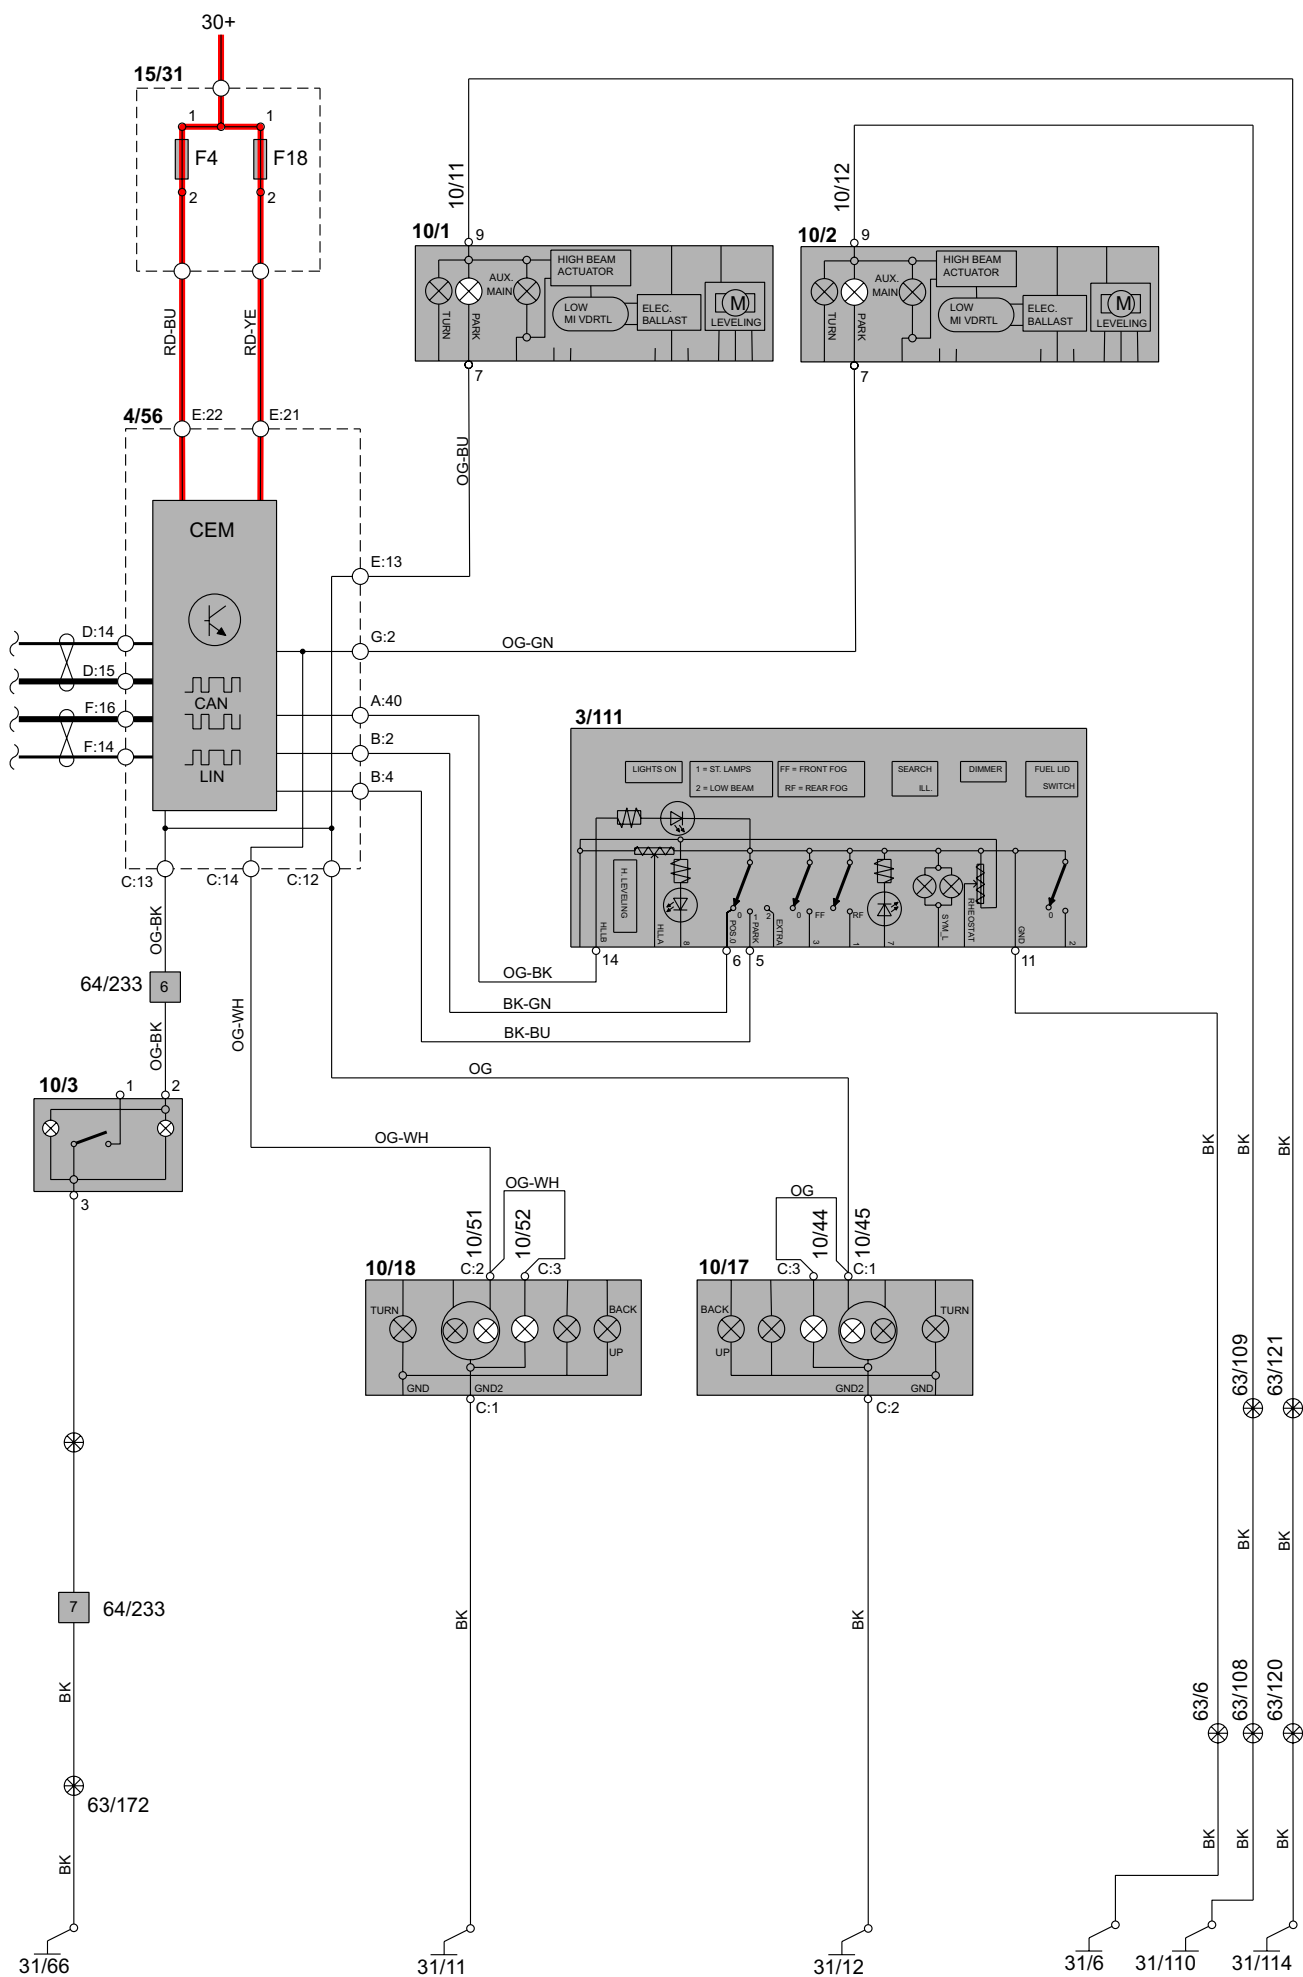 30+
15/31
1
1
F4
F18
2
2
RD-BU
RD-YE
4/56
E:22
E:21
CEM
CAN
LIN
D:14
D:15
F:16
F:14
E:13
G:2
A:40
B:2
B:4
C:13
C:14
C:12
10/11
10/1
9
HIGH BEAM
ACTUATOR
AUX.
MAIN
LOW
MI VDRTL
ELEC.
BALLAST
M
LEVELING
TURN
PARK
7
OG-BU
10/12
10/2
9
HIGH BEAM
ACTUATOR
AUX.
MAIN
LOW
MI VDRTL
ELEC.
BALLAST
M
LEVELING
TURN
PARK
7
OG-GN
3/111
LIGHTS ON
1 = ST. LAMPS
2 = LOW BEAM
FF = FRONT FOG
RF = REAR FOG
SEARCH
ILL.
DIMMER
FUEL LID
SWITCH
H. LEVELING
HLLB
HLLA
8
0
1
2
POS.0
PARK
EXTRA
0
FF
3
RF
1
7
SYM_L
RHEOSTAT
GND
0
2
14
6
5
11
OG-BK
BK-GN
BK-BU
OG
OG-BK
64/233
6
OG-BK
OG-WH
10/3
1
2
3
OG-WH
OG-WH
10/51
10/52
10/18
C:2
C:3
TURN
BACK
UP
GND
GND2
C:1
OG
10/44
10/45
10/17
C:3
C:1
BACK
UP
TURN
GND2
GND
C:2
BK
BK
BK
63/109
63/121
BK
BK
7
64/233
BK
BK
BK
63/6
63/108
63/120
63/172
BK
BK
BK
BK
31/66
31/11
31/12
31/6
31/110
31/114